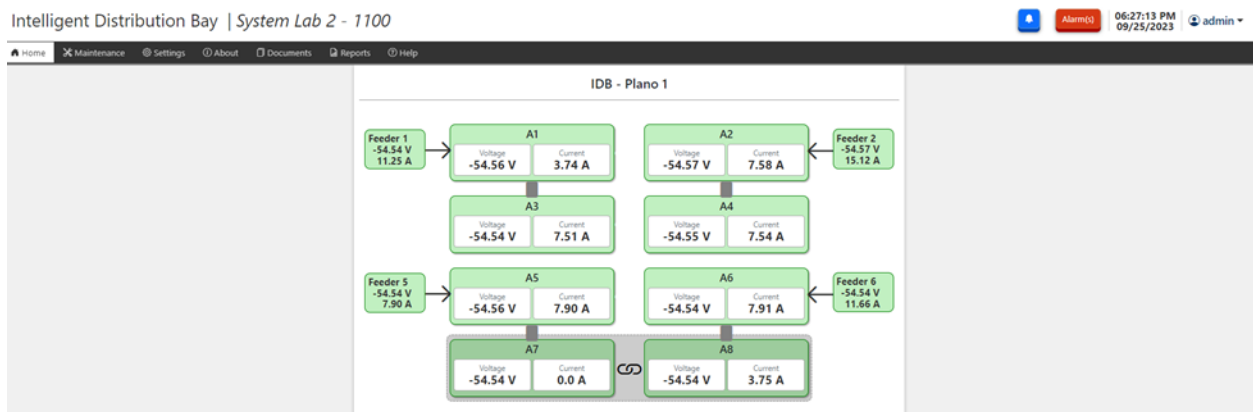 Intelligent Distribution Bay | System Lab 2 - 1100
Alarm(s)
06:27:13 PM
09/25/2023
admin
Home Maintenance Settings About Documents Reports Help
IDB - Plano 1
Feeder 1
-54.54 V
11.25 A
A1
Voltage Current
-54.56 V 3.74 A
A2
Voltage Current
-54.57 V 7.58 A
Feeder 2
-54.57 V
15.12 A
A3
Voltage Current
-54.54 V 7.51 A
A4
Voltage Current
-54.55 V 7.54 A
Feeder 5
-54.54 V
7.90 A
A5
Voltage Current
-54.56 V 7.90 A
A6
Voltage Current
-54.54 V 7.91 A
Feeder 6
-54.54 V
11.66 A
A7
Voltage Current
-54.54 V 0.0 A
A8
Voltage Current
-54.54 V 3.75 A